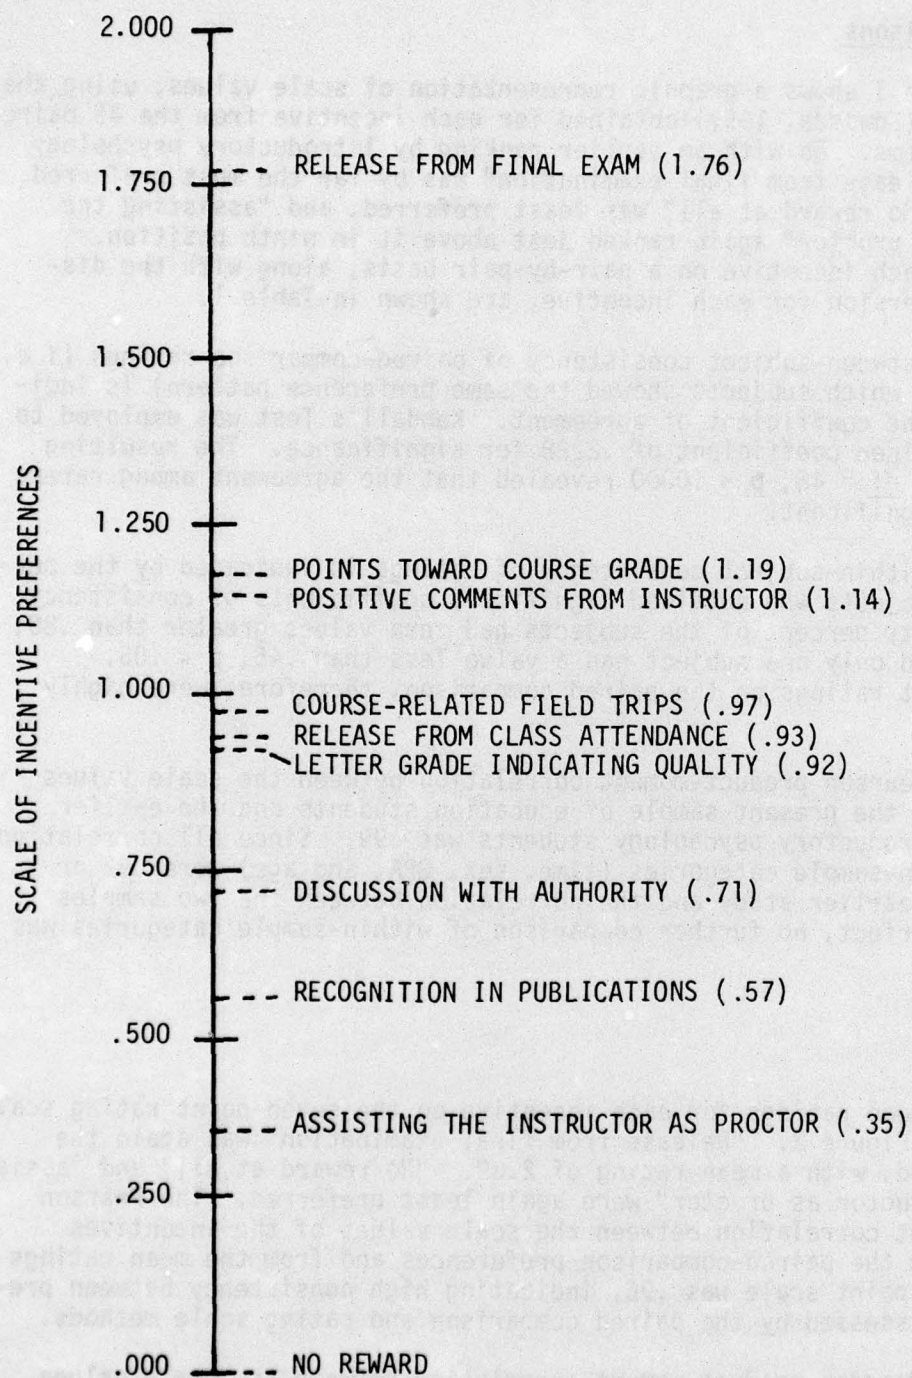 2.000
RELEASE FROM FINAL EXAM (1.76)
1.750
1.500
SCALE OF INCENTIVE PREFERENCES
1.250
POINTS TOWARD COURSE GRADE (1.19)
POSITIVE COMMENTS FROM INSTRUCTOR (1.14)
1.000
COURSE-RELATED FIELD TRIPS (.97)
RELEASE FROM CLASS ATTENDANCE (.93)
LETTER GRADE INDICATING QUALITY (.92)
.750
DISCUSSION WITH AUTHORITY (.71)
RECOGNITION IN PUBLICATIONS (.57)
.500
ASSISTING THE INSTRUCTOR AS PROCTOR (.35)
.250
.000
NO REWARD